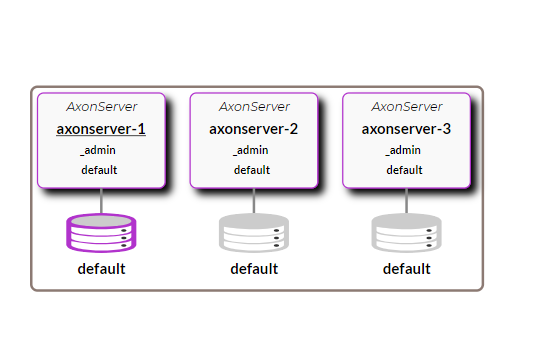 AxonServer
axonserver-1
_admin
default
default
AxonServer
axonserver-2
_admin
default
default
AxonServer
axonserver-3
_admin
default
default